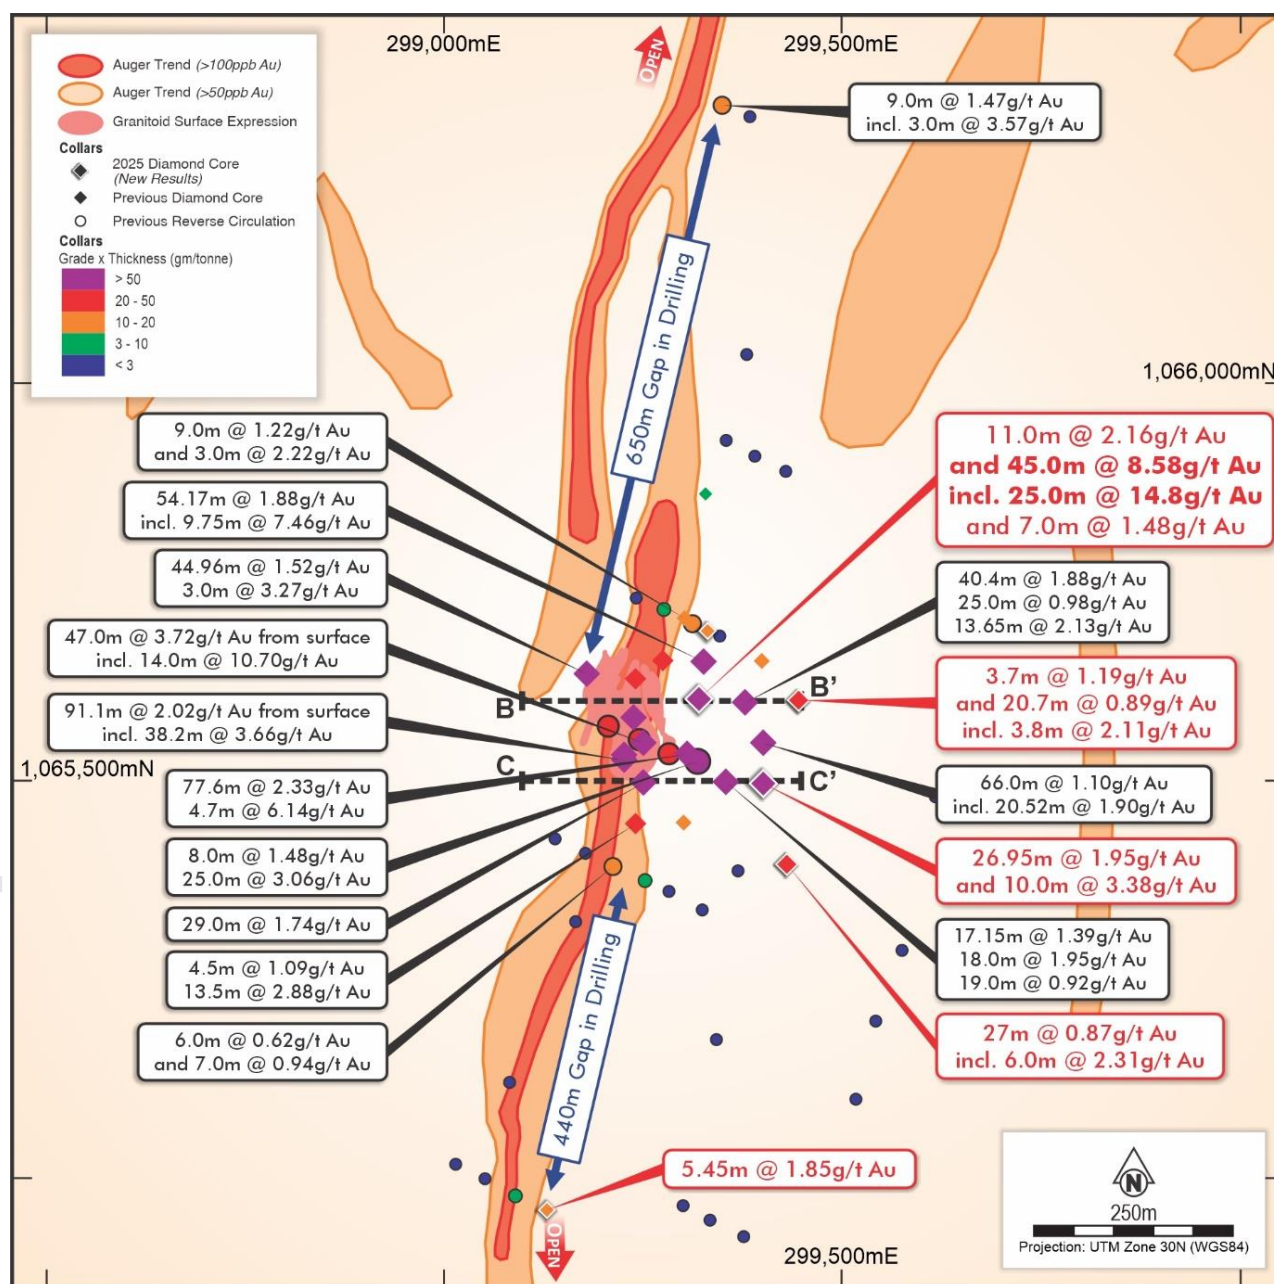 299,000mE
299,500mE
Auger Trend (>100ppb Au)
Auger Trend (>50ppb Au)
Granitoid Surface Expression
Collars
2025 Diamond Core
(New Results)
Previous Diamond Core
Previous Reverse Circulation
Collars
Grade x Thickness (gm/tonne)
> 50
20 - 50
10 - 20
3 - 10
< 3
OPEN
9.0m @ 1.47g/t Au
incl. 3.0m @ 3.57g/t Au
650m Gap in Drilling
1,066,000mN
9.0m @ 1.22g/t Au
and 3.0m @ 2.22g/t Au
54.17m @ 1.88g/t Au
incl. 9.75m @ 7.46g/t Au
44.96m @ 1.52g/t Au
3.0m @ 3.27g/t Au
47.0m @ 3.72g/t Au from surface
incl. 14.0m @ 10.70g/t Au
91.1m @ 2.02g/t Au from surface
incl. 38.2m @ 3.66g/t Au
1,065,500mN
77.6m @ 2.33g/t Au
4.7m @ 6.14g/t Au
8.0m @ 1.48g/t Au
25.0m @ 3.06g/t Au
29.0m @ 1.74g/t Au
4.5m @ 1.09g/t Au
13.5m @ 2.88g/t Au
6.0m @ 0.62g/t Au
and 7.0m @ 0.94g/t Au
B
B'
C
C'
11.0m @ 2.16g/t Au
and 45.0m @ 8.58g/t Au
incl. 25.0m @ 14.8g/t Au
and 7.0m @ 1.48g/t Au
40.4m @ 1.88g/t Au
25.0m @ 0.98g/t Au
13.65m @ 2.13g/t Au
3.7m @ 1.19g/t Au
and 20.7m @ 0.89g/t Au
incl. 3.8m @ 2.11g/t Au
66.0m @ 1.10g/t Au
incl. 20.52m @ 1.90g/t Au
26.95m @ 1.95g/t Au
and 10.0m @ 3.38g/t Au
17.15m @ 1.39g/t Au
18.0m @ 1.95g/t Au
19.0m @ 0.92g/t Au
27m @ 0.87g/t Au
incl. 6.0m @ 2.31g/t Au
440m Gap in Drilling
5.45m @ 1.85g/t Au
OPEN
299,500mE
N
250m
Projection: UTM Zone 30N (WGS84)